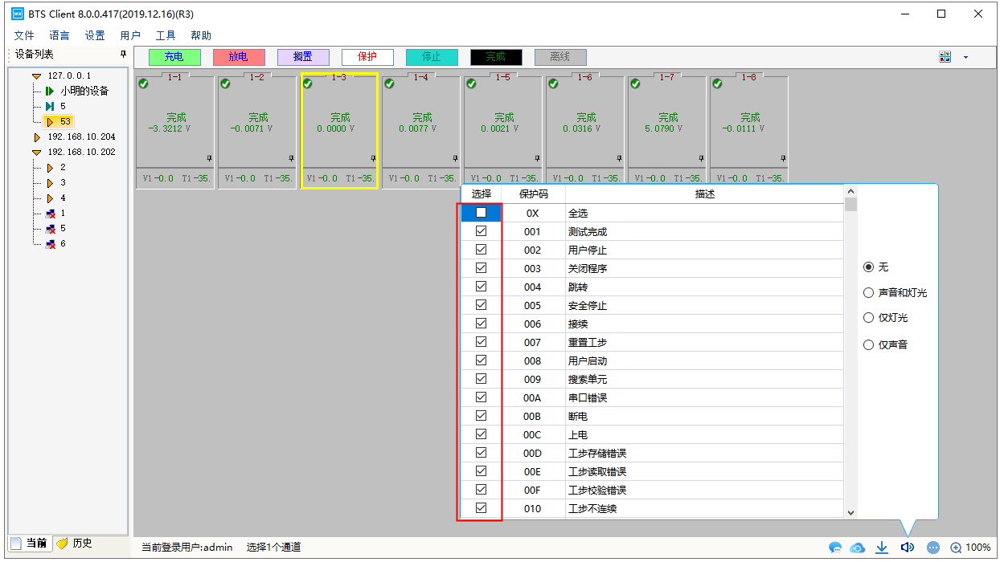 BTS Client 8.0.0.417(2019.12.16)(R3)
文件 语言 设置 用户 工具 帮助
设备列表
充电 放电 搁置 保护 停止 完成 离线
127.0.0.1
小明的设备
5
53
192.168.10.204
192.168.10.202
2
3
4
1
5
6
1-1 1-2 1-3 1-4 1-5 1-6 1-7 1-8
完成 完成 完成 完成 完成 完成 完成 完成
-3.3212 V -0.0071 V 0.0000 V 0.0077 V 0.0021 V 0.0316 V 5.0790 V -0.0111 V
V1-0.0 T1-35. V1-0.0 T1-35. V1-0.0 T1-35. V1-0.0 T1-35. V1-0.0 T1-35. V1-0.0 T1-35. V1-0.0 T1-35. V1-0.0 T1-35.
选择 保护码 描述
0X 全选
001 测试完成
002 用户停止
003 关闭程序
004 跳转
005 安全停止
006 接续
007 重置工步
008 用户启动
009 搜索单元
00A 串口错误
00B 断电
00C 上电
00D 工步存储错误
00E 工步读取错误
00F 工步校验错误
010 工步不连续
无
声音和灯光
仅灯光
仅声音
当前 历史
当前登录用户:admin 选择1个通道
100%